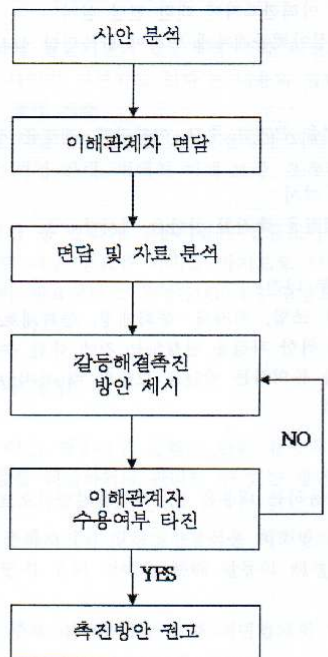 사안 분석
이해관계자 면담
면담 및 자료 분석
갈등해결촉진
방안 제시
NO
이해관계자
수용여부 타진
YES
촉진방안 권고